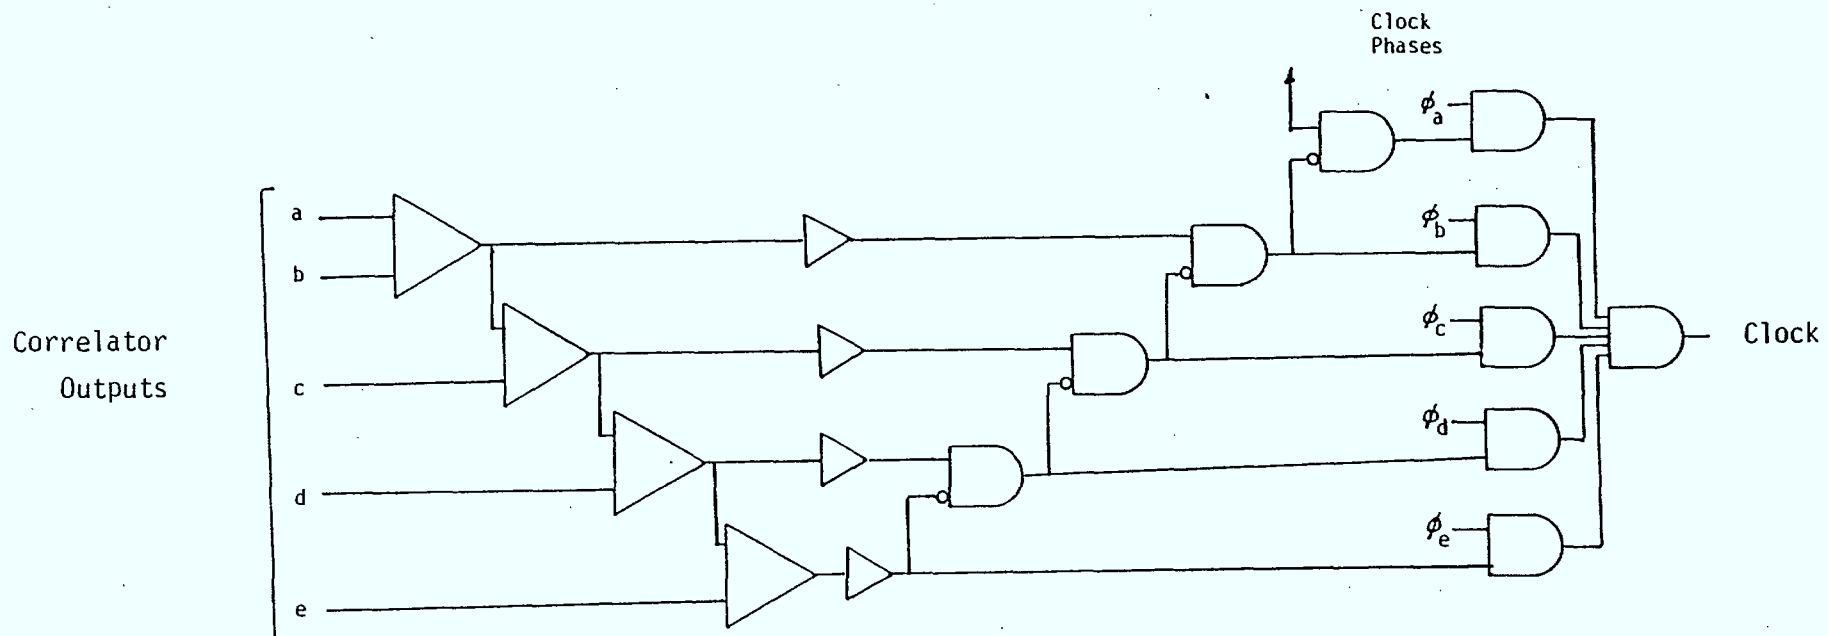 Clock
Phases
ϕa
a
ϕb
b
ϕc
Correlator
Clock
Outputs
c
ϕd
d
ϕe
e